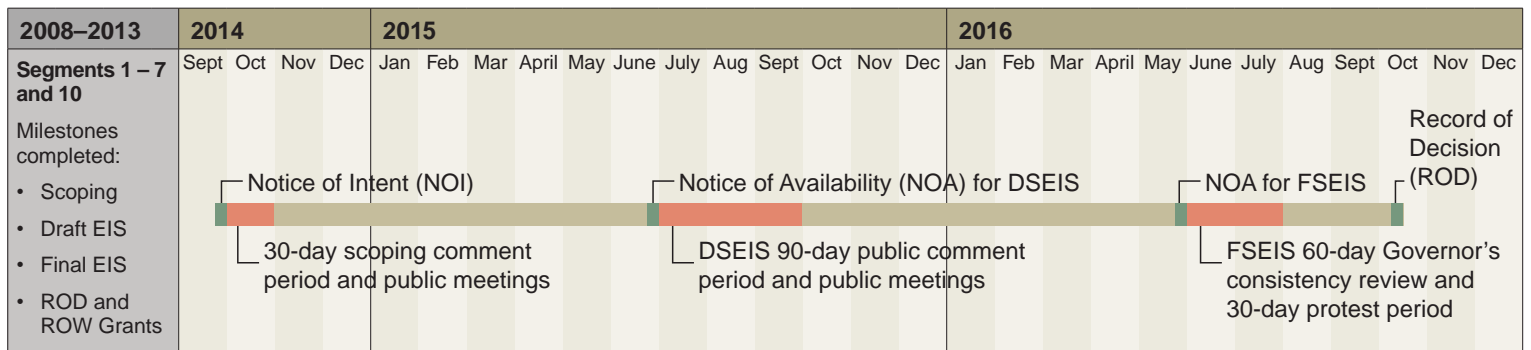 2008–2013 2014 2015 2016
Sept Oct Nov Dec Jan Feb Mar April May June July Aug Sept Oct Nov Dec Jan Feb Mar April May June July Aug Sept Oct Nov Dec
Segments 1 – 7
and 10
Milestones
completed:
• Scoping
• Draft EIS
• Final EIS
• ROD and
ROW Grants
Notice of Intent (NOI)
30-day scoping comment
period and public meetings
Notice of Availability (NOA) for DSEIS
DSEIS 90-day public comment
period and public meetings
NOA for FSEIS
FSEIS 60-day Governor’s
consistency review and
30-day protest period
Record of
Decision
(ROD)